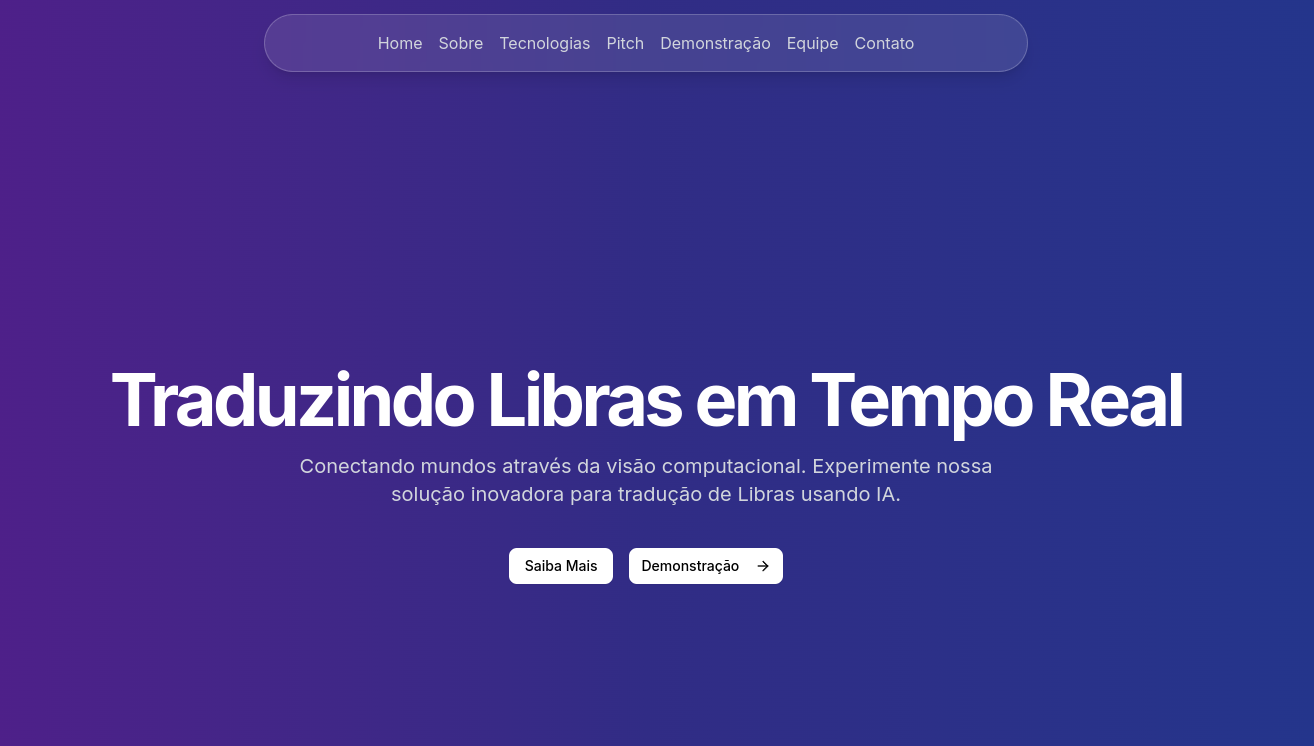 Home Sobre Tecnologias Pitch Demonstração Equipe Contato
Traduzindo Libras em Tempo Real
Conectando mundos através da visão computacional. Experimente nossa
solução inovadora para tradução de Libras usando IA.
Saiba Mais Demonstração →